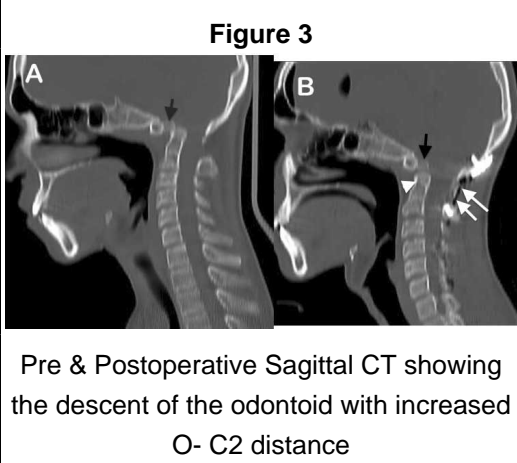 Figure 3
A
B
Pre & Postoperative Sagittal CT showing
the descent of the odontoid with increased
O- C2 distance